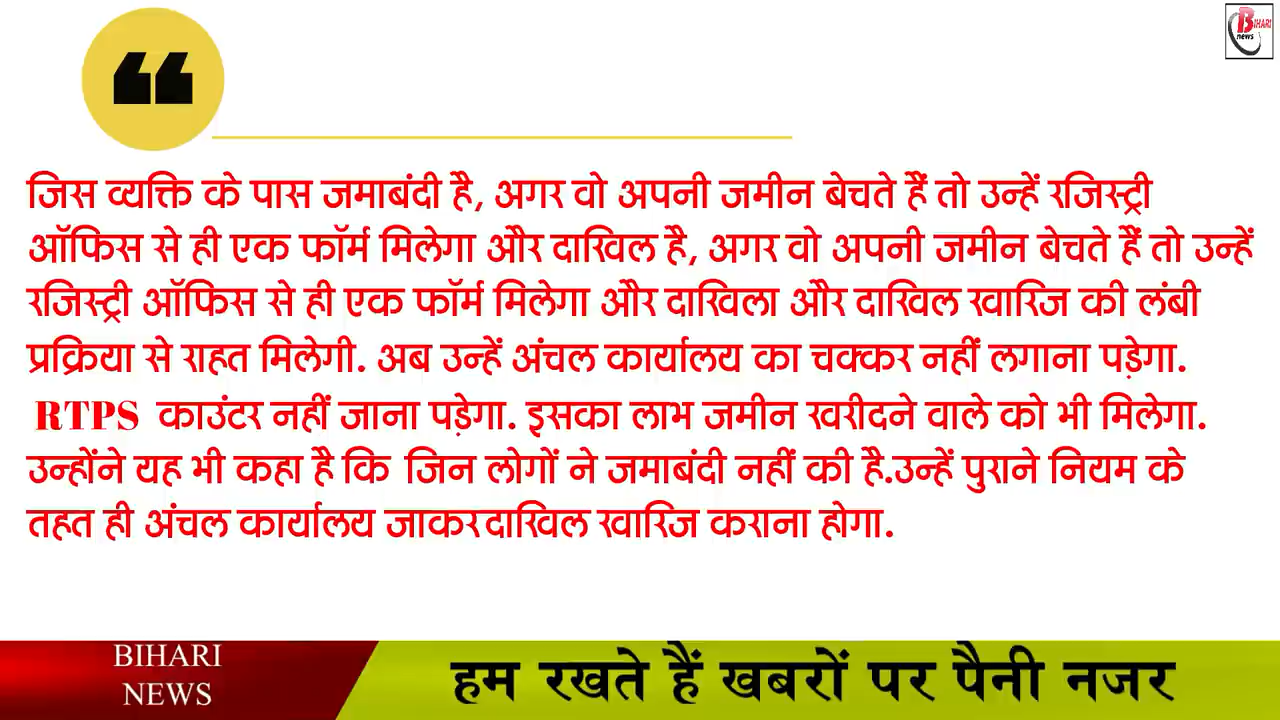 BIHARI
news
❝
जिस व्यक्ति के पास जमाबंदी है, अगर वो अपनी जमीन बेचते हैं तो उन्हें रजिस्ट्री
ऑफिस से ही एक फॉर्म मिलेगा और दाखिल है, अगर वो अपनी जमीन बेचते हैं तो उन्हें
रजिस्ट्री ऑफिस से ही एक फॉर्म मिलेगा और दाखिला और दाखिल खारिज की लंबी
प्रक्रिया से राहत मिलेगी. अब उन्हें अंचल कार्यालय का चक्कर नहीं लगाना पड़ेगा.
RTPS काउंटर नहीं जाना पड़ेगा. इसका लाभ जमीन खरीदने वाले को भी मिलेगा.
उन्होंने यह भी कहा है कि जिन लोगों ने जमाबंदी नहीं की है.उन्हें पुराने नियम के
तहत ही अंचल कार्यालय जाकर दाखिल खारिज कराना होगा.
BIHARI
NEWS
हम रखते हैं खबरों पर पैनी नजर